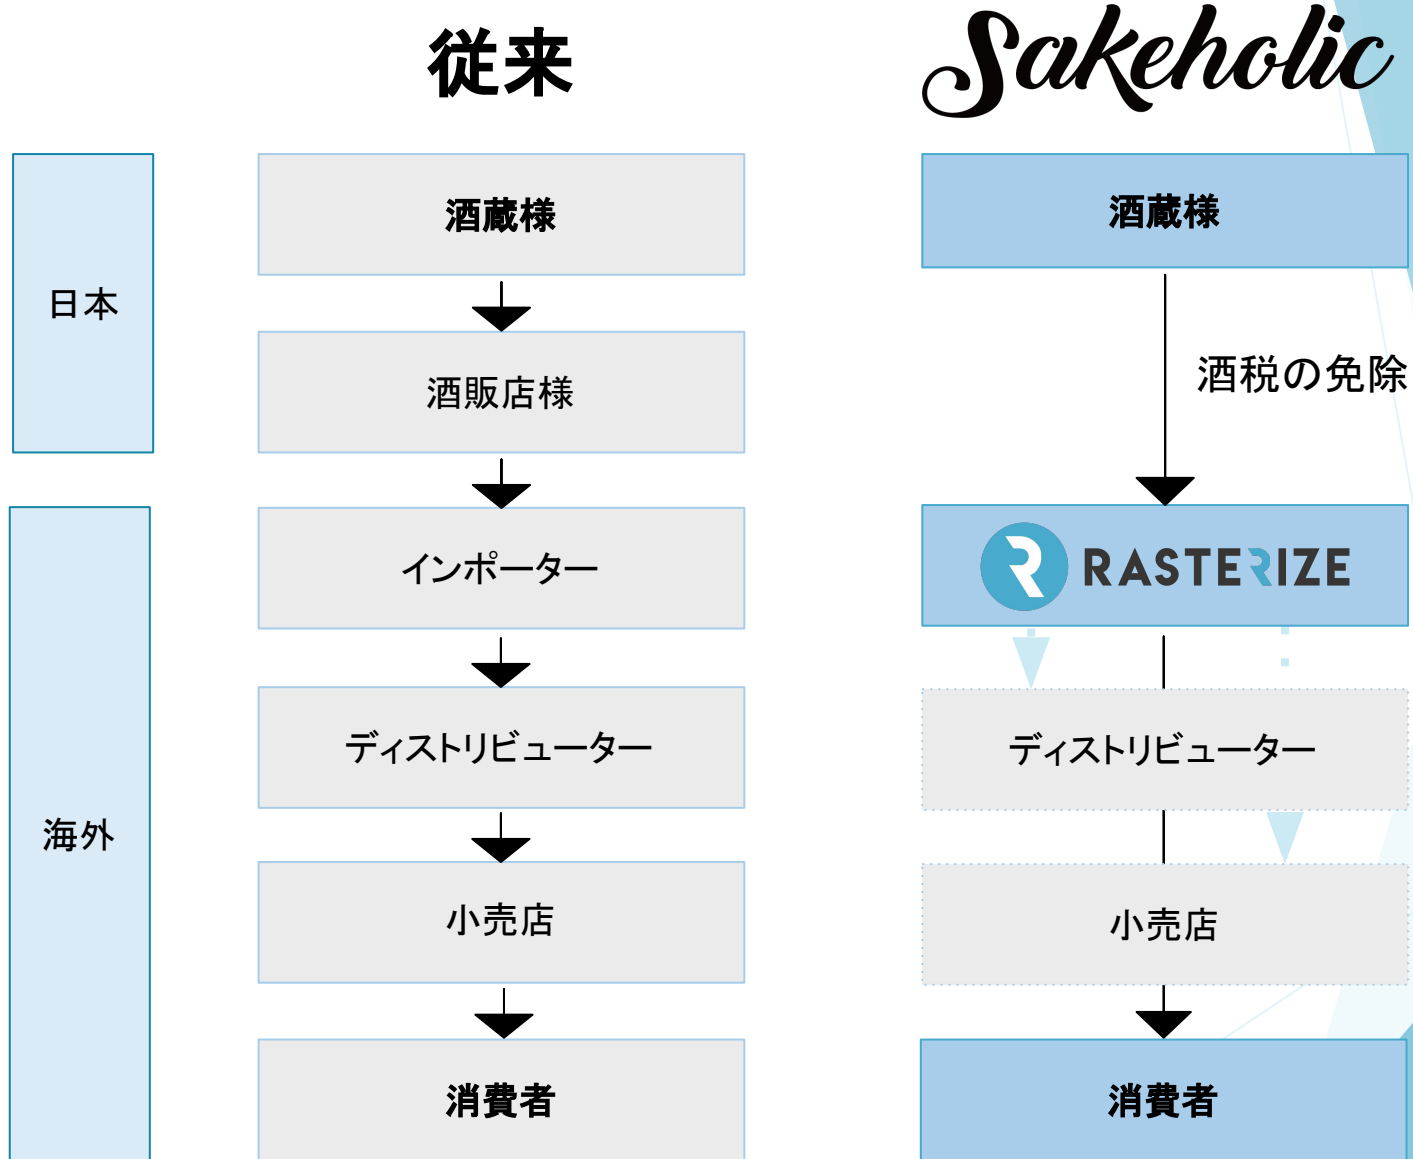 従来
Sakeholic
日本
酒蔵様
酒蔵様
酒販店様
酒税の免除
海外
インポーター
RASTERIZE
ディストリビューター
ディストリビューター
小売店
小売店
消費者
消費者